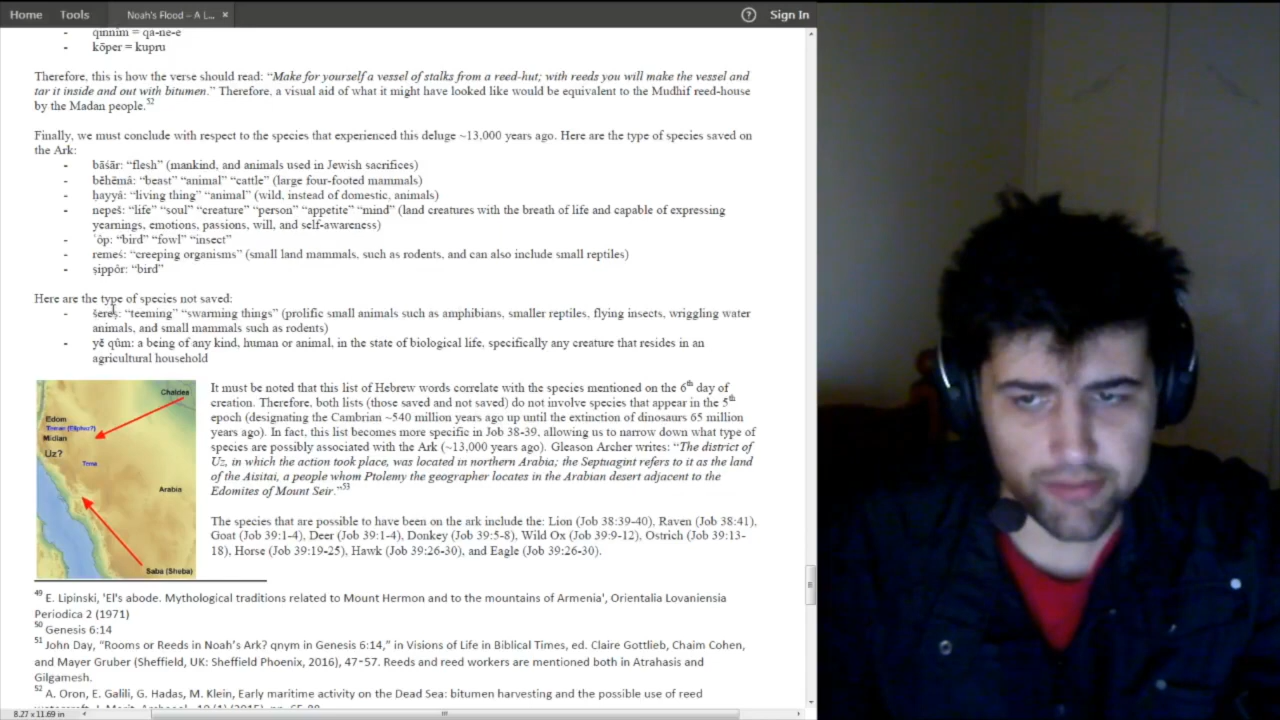 Home Tools Noah's Flood – A L... × ? Sign In
- qinnîm = qa-ne-e
- kōper = kupru
Therefore, this is how the verse should read: “Make for yourself a vessel of stalks from a reed-hut; with reeds you will make the vessel and
tar it inside and out with bitumen.” Therefore, a visual aid of what it might have looked like would be equivalent to the Mudhif reed-house
by the Madan people.52
Finally, we must conclude with respect to the species that experienced this deluge ~13,000 years ago. Here are the type of species saved on
the Ark:
- bāśār: “flesh” (mankind, and animals used in Jewish sacrifices)
- běhēmâ: “beast” “animal” “cattle” (large four-footed mammals)
- ḥayyâ: “living thing” “animal” (wild, instead of domestic, animals)
- nepeš: “life” “soul” “creature” “person” “appetite” “mind” (land creatures with the breath of life and capable of expressing
yearnings, emotions, passions, will, and self-awareness)
- ʿôp: “bird” “fowl” “insect”
- remeś: “creeping organisms” (small land mammals, such as rodents, and can also include small reptiles)
- ṣippôr: “bird”
Here are the type of species not saved:
- šereṣ: “teeming” “swarming things” (prolific small animals such as amphibians, smaller reptiles, flying insects, wriggling water
animals, and small mammals such as rodents)
- yě qûm: a being of any kind, human or animal, in the state of biological life, specifically any creature that resides in an
agricultural household
Chaldea
Edom
Teman (Eliphaz?)
Midian
Uz?
Tema
Arabia
Saba (Sheba)
It must be noted that this list of Hebrew words correlate with the species mentioned on the 6th day of
creation. Therefore, both lists (those saved and not saved) do not involve species that appear in the 5th
epoch (designating the Cambrian ~540 million years ago up until the extinction of dinosaurs 65 million
years ago). In fact, this list becomes more specific in Job 38-39, allowing us to narrow down what type of
species are possibly associated with the Ark (~13,000 years ago). Gleason Archer writes: “The district of
Uz, in which the action took place, was located in northern Arabia; the Septuagint refers to it as the land
of the Aisitai, a people whom Ptolemy the geographer locates in the Arabian desert adjacent to the
Edomites of Mount Seir.”53
The species that are possible to have been on the ark include the: Lion (Job 38:39-40), Raven (Job 38:41),
Goat (Job 39:1-4), Deer (Job 39:1-4), Donkey (Job 39:5-8), Wild Ox (Job 39:9-12), Ostrich (Job 39:13-
18), Horse (Job 39:19-25), Hawk (Job 39:26-30), and Eagle (Job 39:26-30).
49 E. Lipinski, 'El's abode. Mythological traditions related to Mount Hermon and to the mountains of Armenia', Orientalia Lovaniensia
Periodica 2 (1971)
50 Genesis 6:14
51 John Day, “Rooms or Reeds in Noah’s Ark? qnym in Genesis 6:14,” in Visions of Life in Biblical Times, ed. Claire Gottlieb, Chaim Cohen,
and Mayer Gruber (Sheffield, UK: Sheffield Phoenix, 2016), 47-57. Reeds and reed workers are mentioned both in Atrahasis and
Gilgamesh.
52 A. Oron, E. Galili, G. Hadas, M. Klein, Early maritime activity on the Dead Sea: bitumen harvesting and the possible use of reed
8.27 x 11.69 in